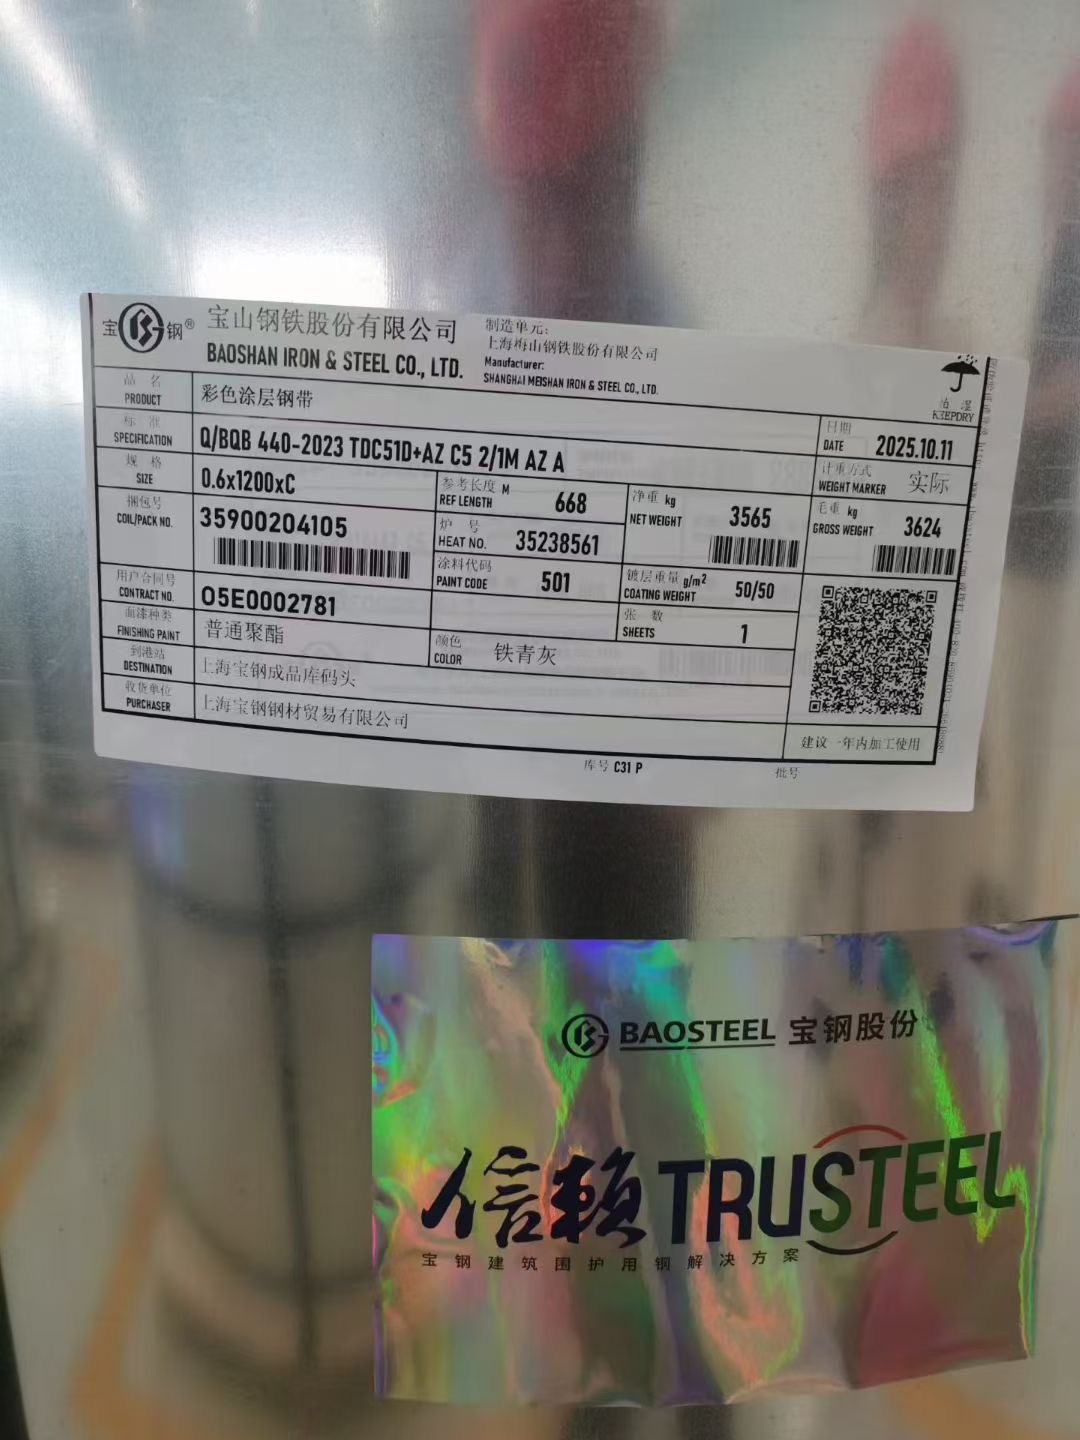 宝 钢®
宝山钢铁股份有限公司
BAOSHAN IRON & STEEL CO., LTD.
制造单元:
上海梅山钢铁股份有限公司
Manufacturer:
SHANGHAI MEISHAN IRON & STEEL CO., LTD.
怕 湿
KEEPDRY
品 名
PRODUCT
彩色涂层钢带
标 准
SPECIFICATION
Q/BQB 440-2023 TDC51D+AZ C5 2/1M AZ A
日期
DATE
2025.10.11
规 格
SIZE
0.6x1200xC
参考长度 M
REF LENGTH
668
净重 kg
NET WEIGHT
3565
计重方式
WEIGHT MARKER
实际
毛重 kg
GROSS WEIGHT
3624
捆包号
COIL/PACK NO.
35900204105
炉 号
HEAT NO.
35238561
涂料代码
PAINT CODE
501
镀层重量 g/m²
COATING WEIGHT
50/50
用户合同号
CONTRACT NO.
O5E0002781
张 数
SHEETS
1
面漆种类
FINISHING PAINT
普通聚酯
颜色
COLOR
铁青灰
到港站
DESTINATION
上海宝钢成品库码头
收货单位
PURCHASER
上海宝钢钢材贸易有限公司
建议一年内加工使用
库号 C31 P
批号
BAOSTEEL 宝钢股份
信赖 TRUSTEEL
宝钢建筑围护用钢解决方案